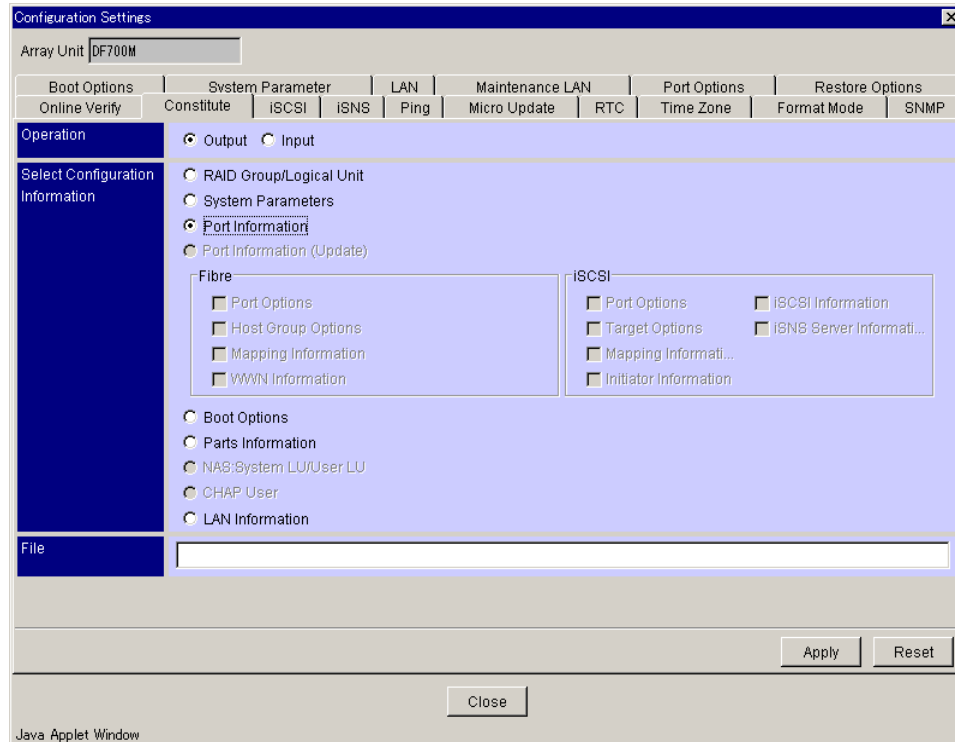 Configuration Settings
Array Unit DF700M
Boot Options System Parameter LAN Maintenance LAN Port Options Restore Options
Online Verify Constitute iSCSI iSNS Ping Micro Update RTC Time Zone Format Mode SNMP
Operation Output Input
Select Configuration Information
RAID Group/Logical Unit
System Parameters
Port Information
Port Information (Update)
Fibre
Port Options
Host Group Options
Mapping Information
WWN Information
iSCSI
Port Options iSCSI Information
Target Options iSNS Server Informati...
Mapping Informati...
Initiator Information
Boot Options
Parts Information
NAS:System LU/User LU
CHAP User
LAN Information
File
Apply Reset
Close
Java Applet Window